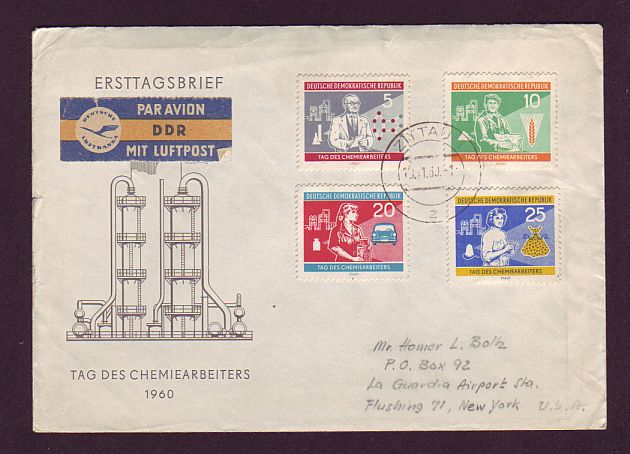 ERSTTAGSBRIEF
PAR AVION
DDR
MIT LUFTPOST
DEUTSCHE
LUFTHANSA
DEUTSCHE DEMOKRATISCHE REPUBLIK
5
TAG DES CHEMIEARBEITERS
DEUTSCHE DEMOKRATISCHE REPUBLIK
10
TAG DES CHEMIEARBEITERS
ZITTAU
DEUTSCHE DEMOKRATISCHE REPUBLIK
20
TAG DES CHEMIEARBEITERS
DEUTSCHE DEMOKRATISCHE REPUBLIK
25
TAG DES CHEMIEARBEITERS
TAG DES CHEMIEARBEITERS
1960
Mr. Homer L. Boltz
P.O. Box 92
La Guardia Airport Sta.
Flushing 71, New York U.S.A.